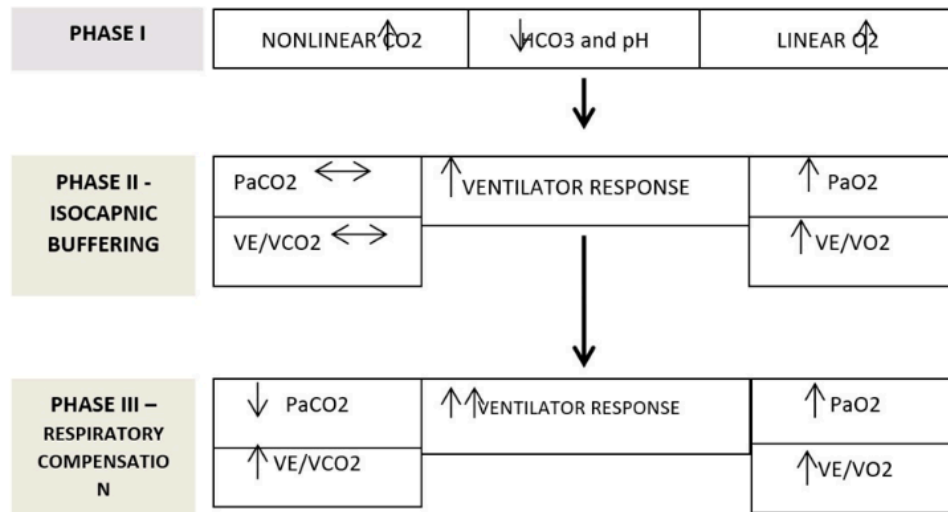 PHASE I
NONLINEAR CO2
HCO3 and pH
LINEAR O2
PHASE II -
ISOCAPNIC
BUFFERING
PaCO2
VE/VCO2
VENTILATOR RESPONSE
PaO2
VE/VO2
PHASE III –
RESPIRATORY
COMPENSATIO
N
PaCO2
VE/VCO2
VENTILATOR RESPONSE
PaO2
VE/VO2